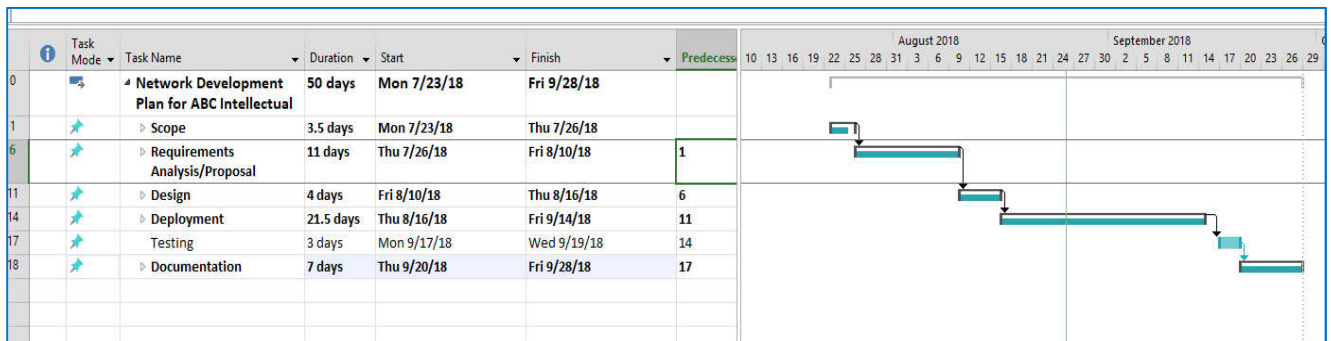 August 2018 September 2018
Task Mode Task Name Duration Start Finish Predecess 10 13 16 19 22 25 28 31 3 6 9 12 15 18 21 24 27 30 2 5 8 11 14 17 20 23 26 29
0 Network Development Plan for ABC Intellectual 50 days Mon 7/23/18 Fri 9/28/18
1 Scope 3.5 days Mon 7/23/18 Thu 7/26/18
6 Requirements Analysis/Proposal 11 days Thu 7/26/18 Fri 8/10/18 1
11 Design 4 days Fri 8/10/18 Thu 8/16/18 6
14 Deployment 21.5 days Thu 8/16/18 Fri 9/14/18 11
17 Testing 3 days Mon 9/17/18 Wed 9/19/18 14
18 Documentation 7 days Thu 9/20/18 Fri 9/28/18 17